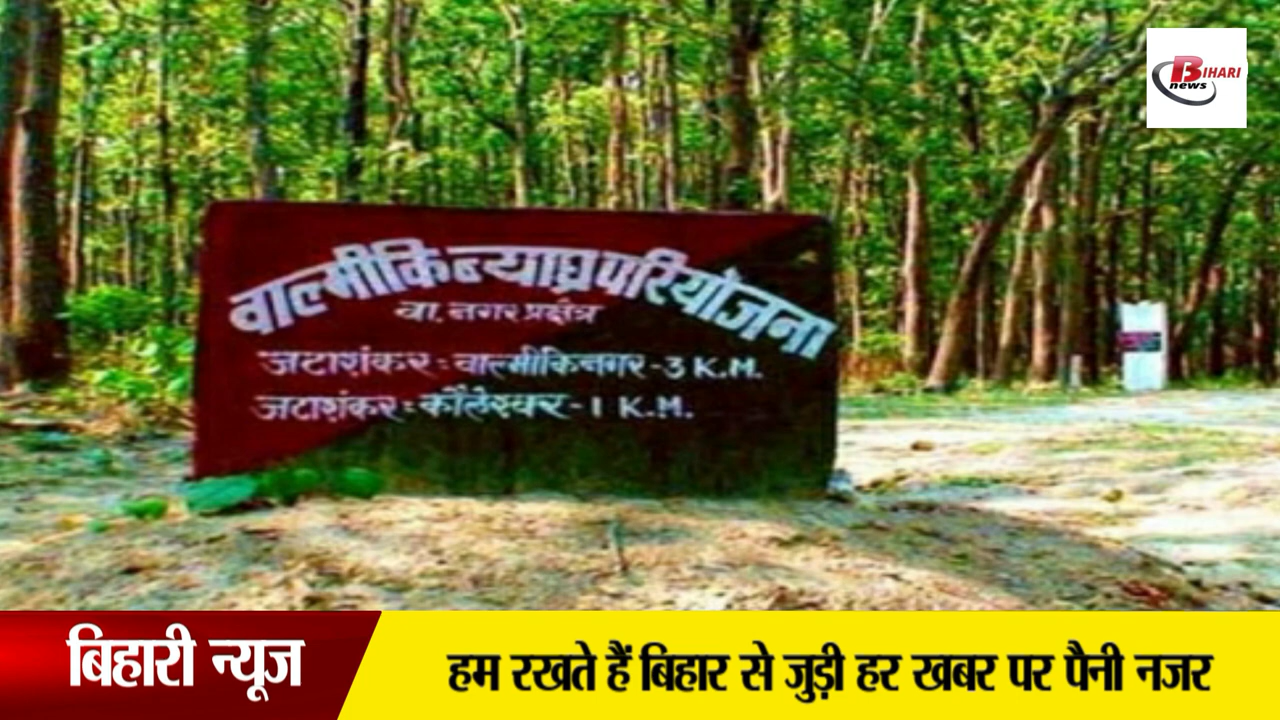 BIHARI
news
वाल्मीकि व्याघ्र परियोजना
वा. नगर प्रक्षेत्र
जटाशंकर : वाल्मीकिनगर - 3 K.M.
जटाशंकर : कौलेश्वर - 1 K.M.
बिहारी न्यूज
हम रखते हैं बिहार से जुड़ी हर खबर पर पैनी नजर